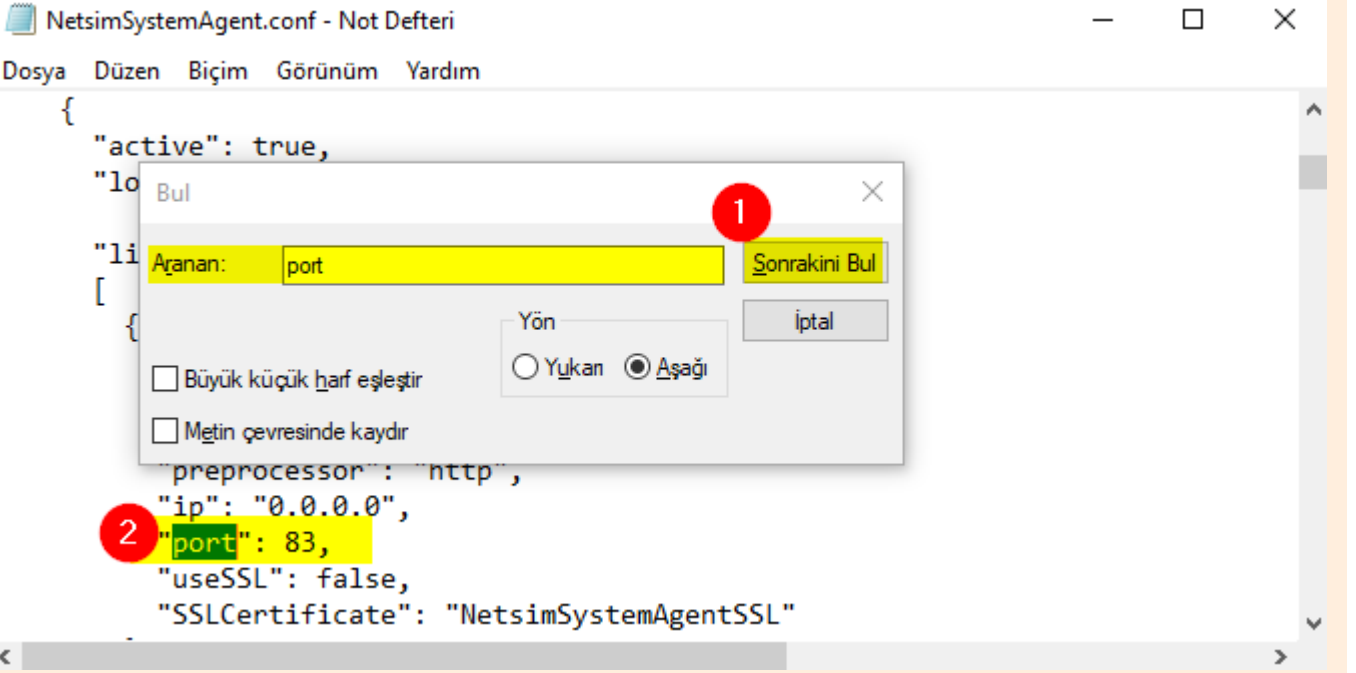 NetsimSystemAgent.conf - Not Defteri
Dosya Düzen Biçim Görünüm Yardım
{
"active": true,
"lo
Bul
1
"li
Aranan: port Sonrakini Bul
[
{
Yön
İptal
Yukarı Aşağı
Büyük küçük harf eşleştir
Metin çevresinde kaydır
"preprocessor": "http",
"ip": "0.0.0.0",
2
"port": 83,
"useSSL": false,
"SSLCertificate": "NetsimSystemAgentSSL"